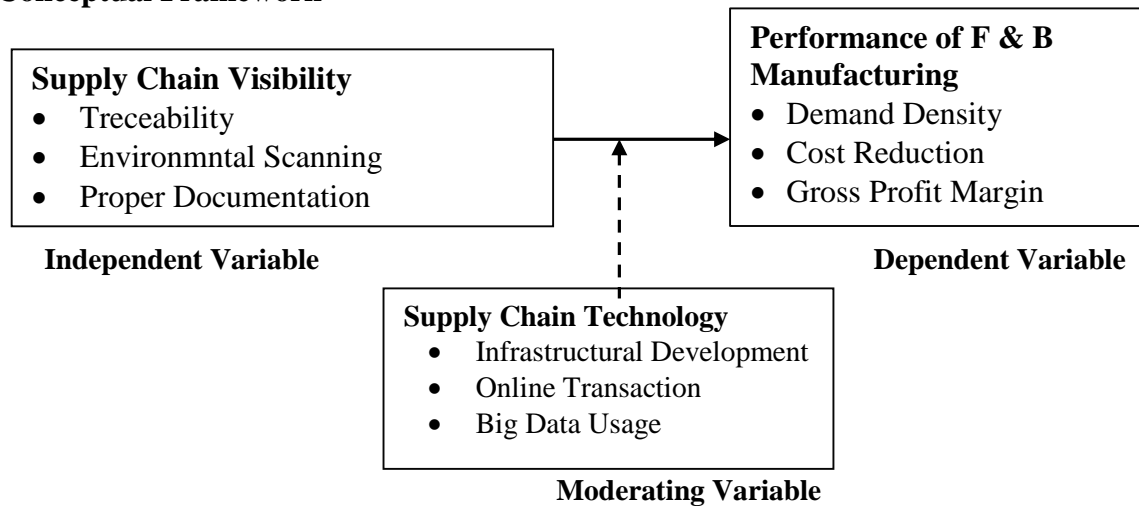 Conceptual Framework
Performance of F & B
Manufacturing
• Demand Density
• Cost Reduction
• Gross Profit Margin
Supply Chain Visibility
• Treceability
• Environmntal Scanning
• Proper Documentation
Independent Variable
Dependent Variable
Supply Chain Technology
• Infrastructural Development
• Online Transaction
• Big Data Usage
Moderating Variable